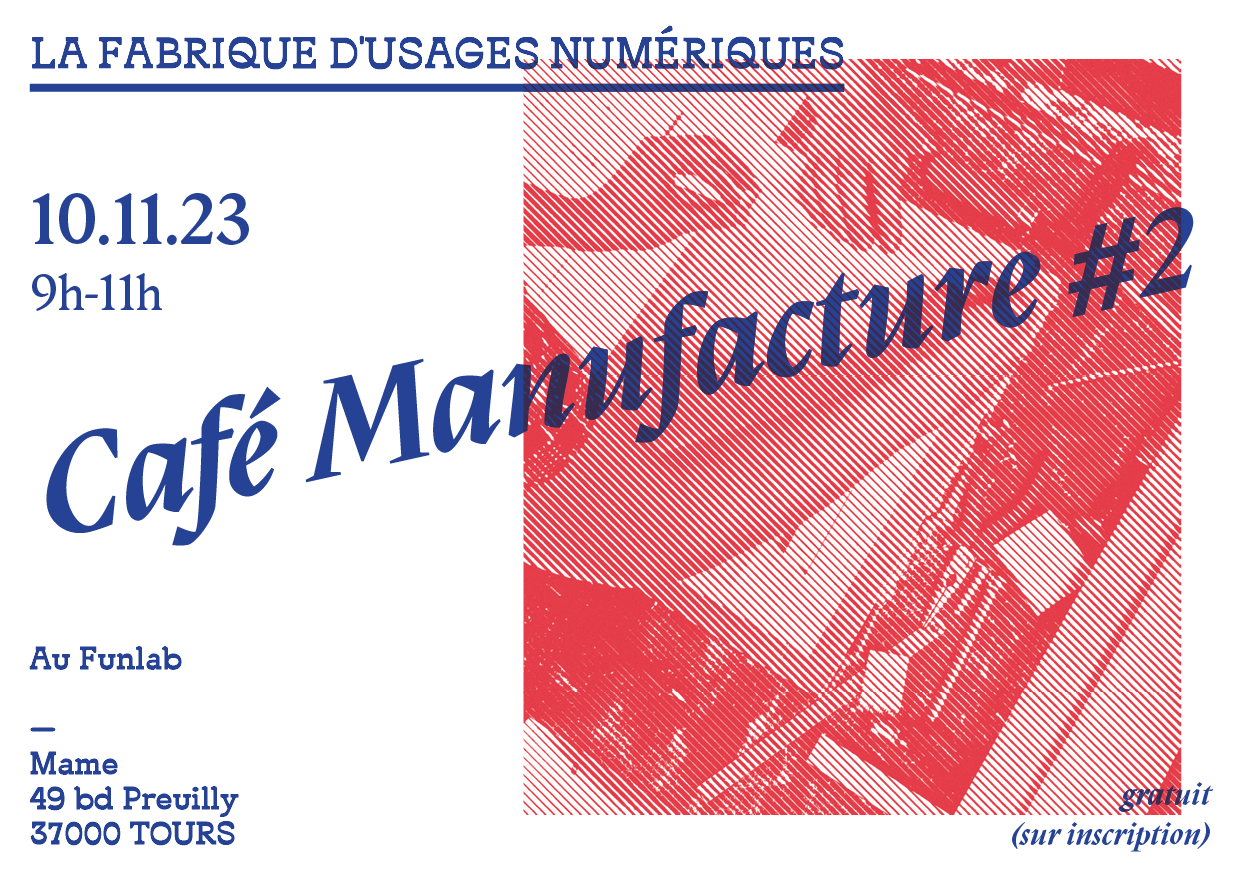 LA FABRIQUE D'USAGES NUMÉRIQUES
10.11.23
9h-11h
Café Manufacture #2
Au Funlab
—
Mame
49 bd Preuilly
37000 TOURS
gratuit
(sur inscription)